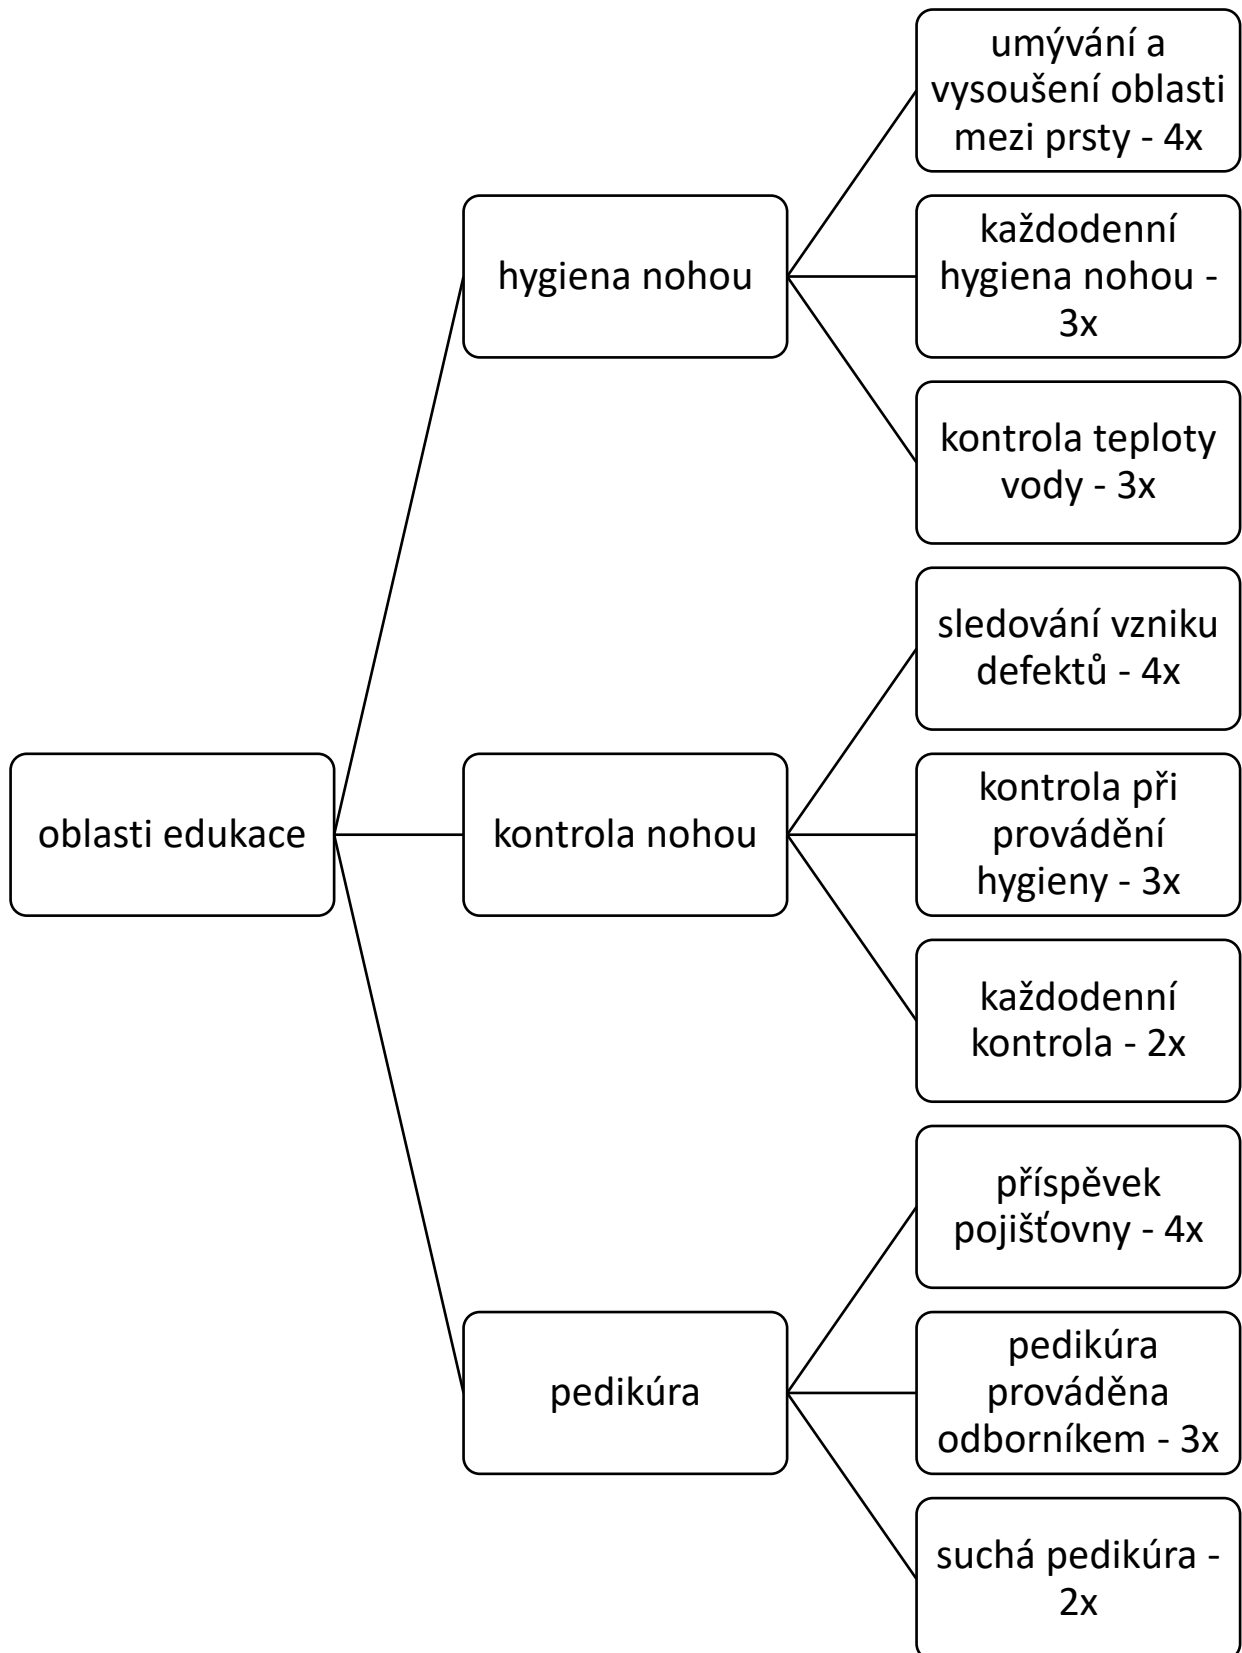 oblasti edukace
hygiena nohou
umývání a
vysoušení oblasti
mezi prsty - 4x
každodenní
hygiena nohou -
3x
kontrola teploty
vody - 3x
kontrola nohou
sledování vzniku
defektů - 4x
kontrola při
provádění
hygieny - 3x
každodenní
kontrola - 2x
pedikúra
příspěvek
pojišťovny - 4x
pedikúra
prováděna
odborníkem - 3x
suchá pedikúra -
2x